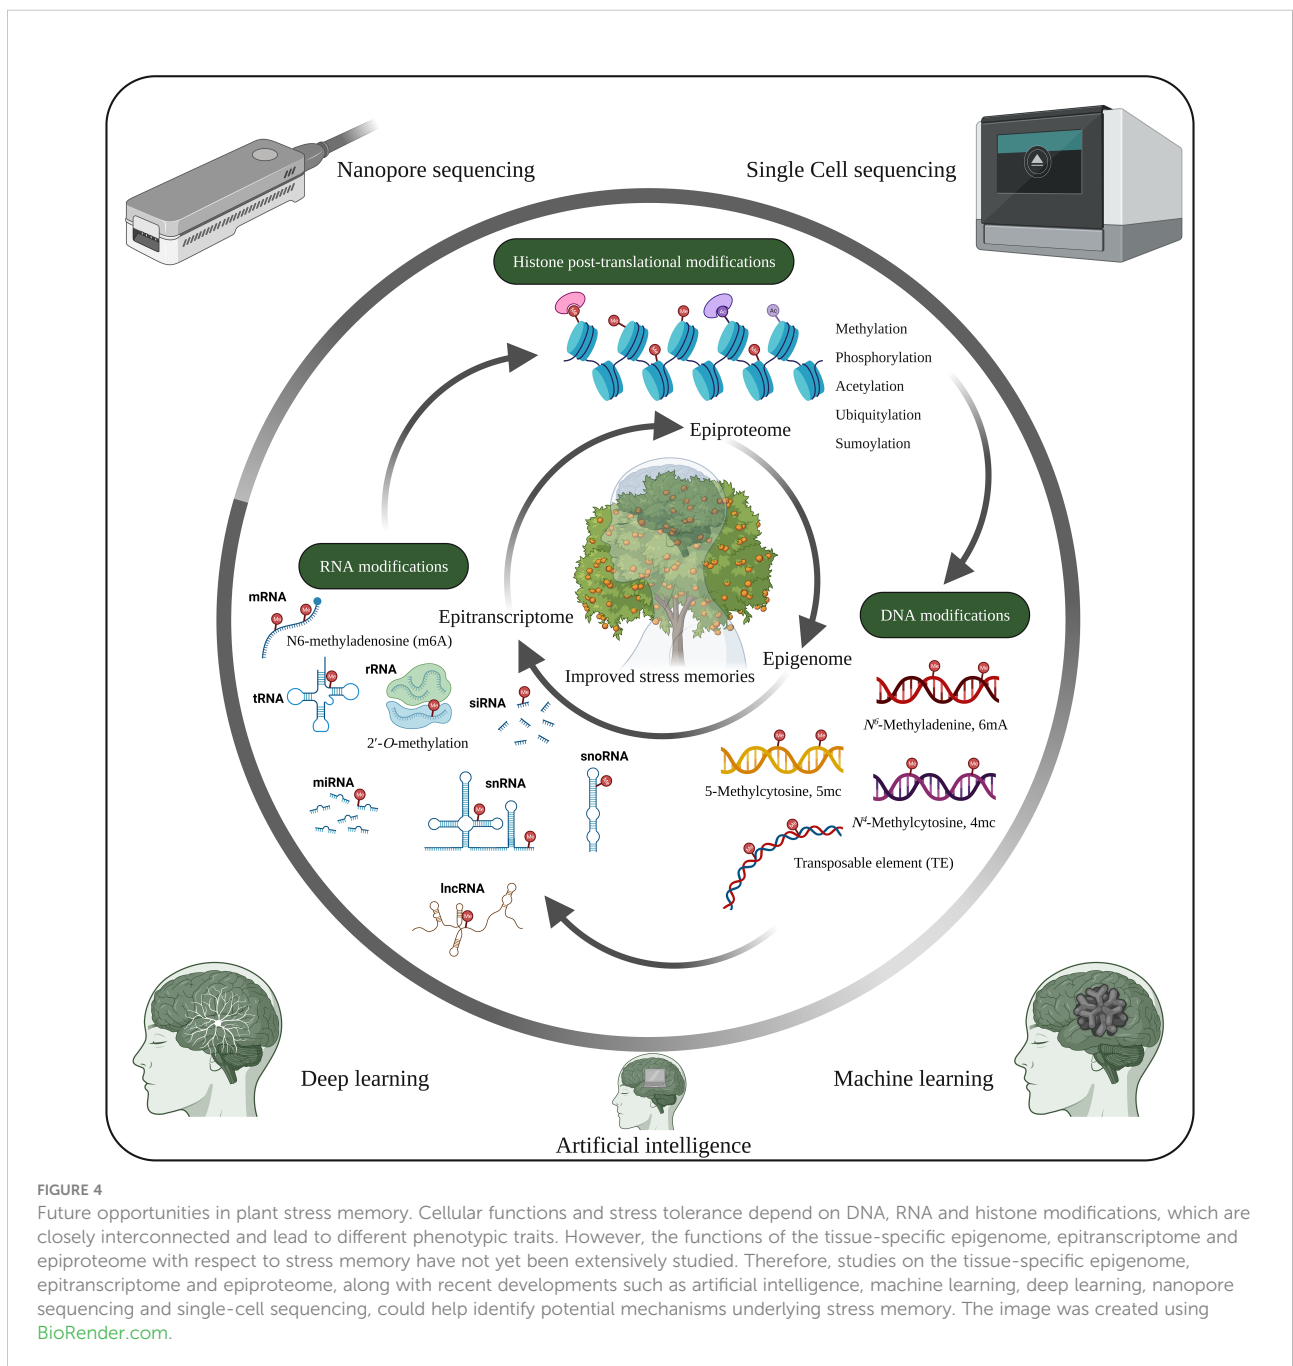 Nanopore sequencing
Single Cell sequencing
Histone post-translational modifications
Methylation
Phosphorylation
Acetylation
Ubiquitylation
Sumoylation
Epiproteome
RNA modifications
mRNA
N6-methyladenosine (m6A)
tRNA
rRNA
2'-O-methylation
siRNA
miRNA
snRNA
snoRNA
lncRNA
Epitranscriptome
Improved stress memories
Epigenome
DNA modifications
N⁶-Methyladenine, 6mA
5-Methylcytosine, 5mc
N⁴-Methylcytosine, 4mc
Transposable element (TE)
Deep learning
Machine learning
Artificial intelligence
FIGURE 4
Future opportunities in plant stress memory. Cellular functions and stress tolerance depend on DNA, RNA and histone modifications, which are
closely interconnected and lead to different phenotypic traits. However, the functions of the tissue-specific epigenome, epitranscriptome and
epiproteome with respect to stress memory have not yet been extensively studied. Therefore, studies on the tissue-specific epigenome,
epitranscriptome and epiproteome, along with recent developments such as artificial intelligence, machine learning, deep learning, nanopore
sequencing and single-cell sequencing, could help identify potential mechanisms underlying stress memory. The image was created using
BioRender.com.